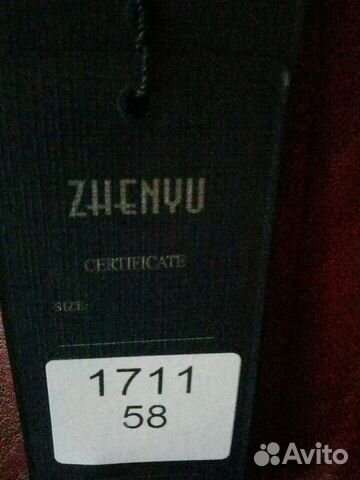 ZHENYU
CERTIFICATE
SIZE:
1711
58
Avito